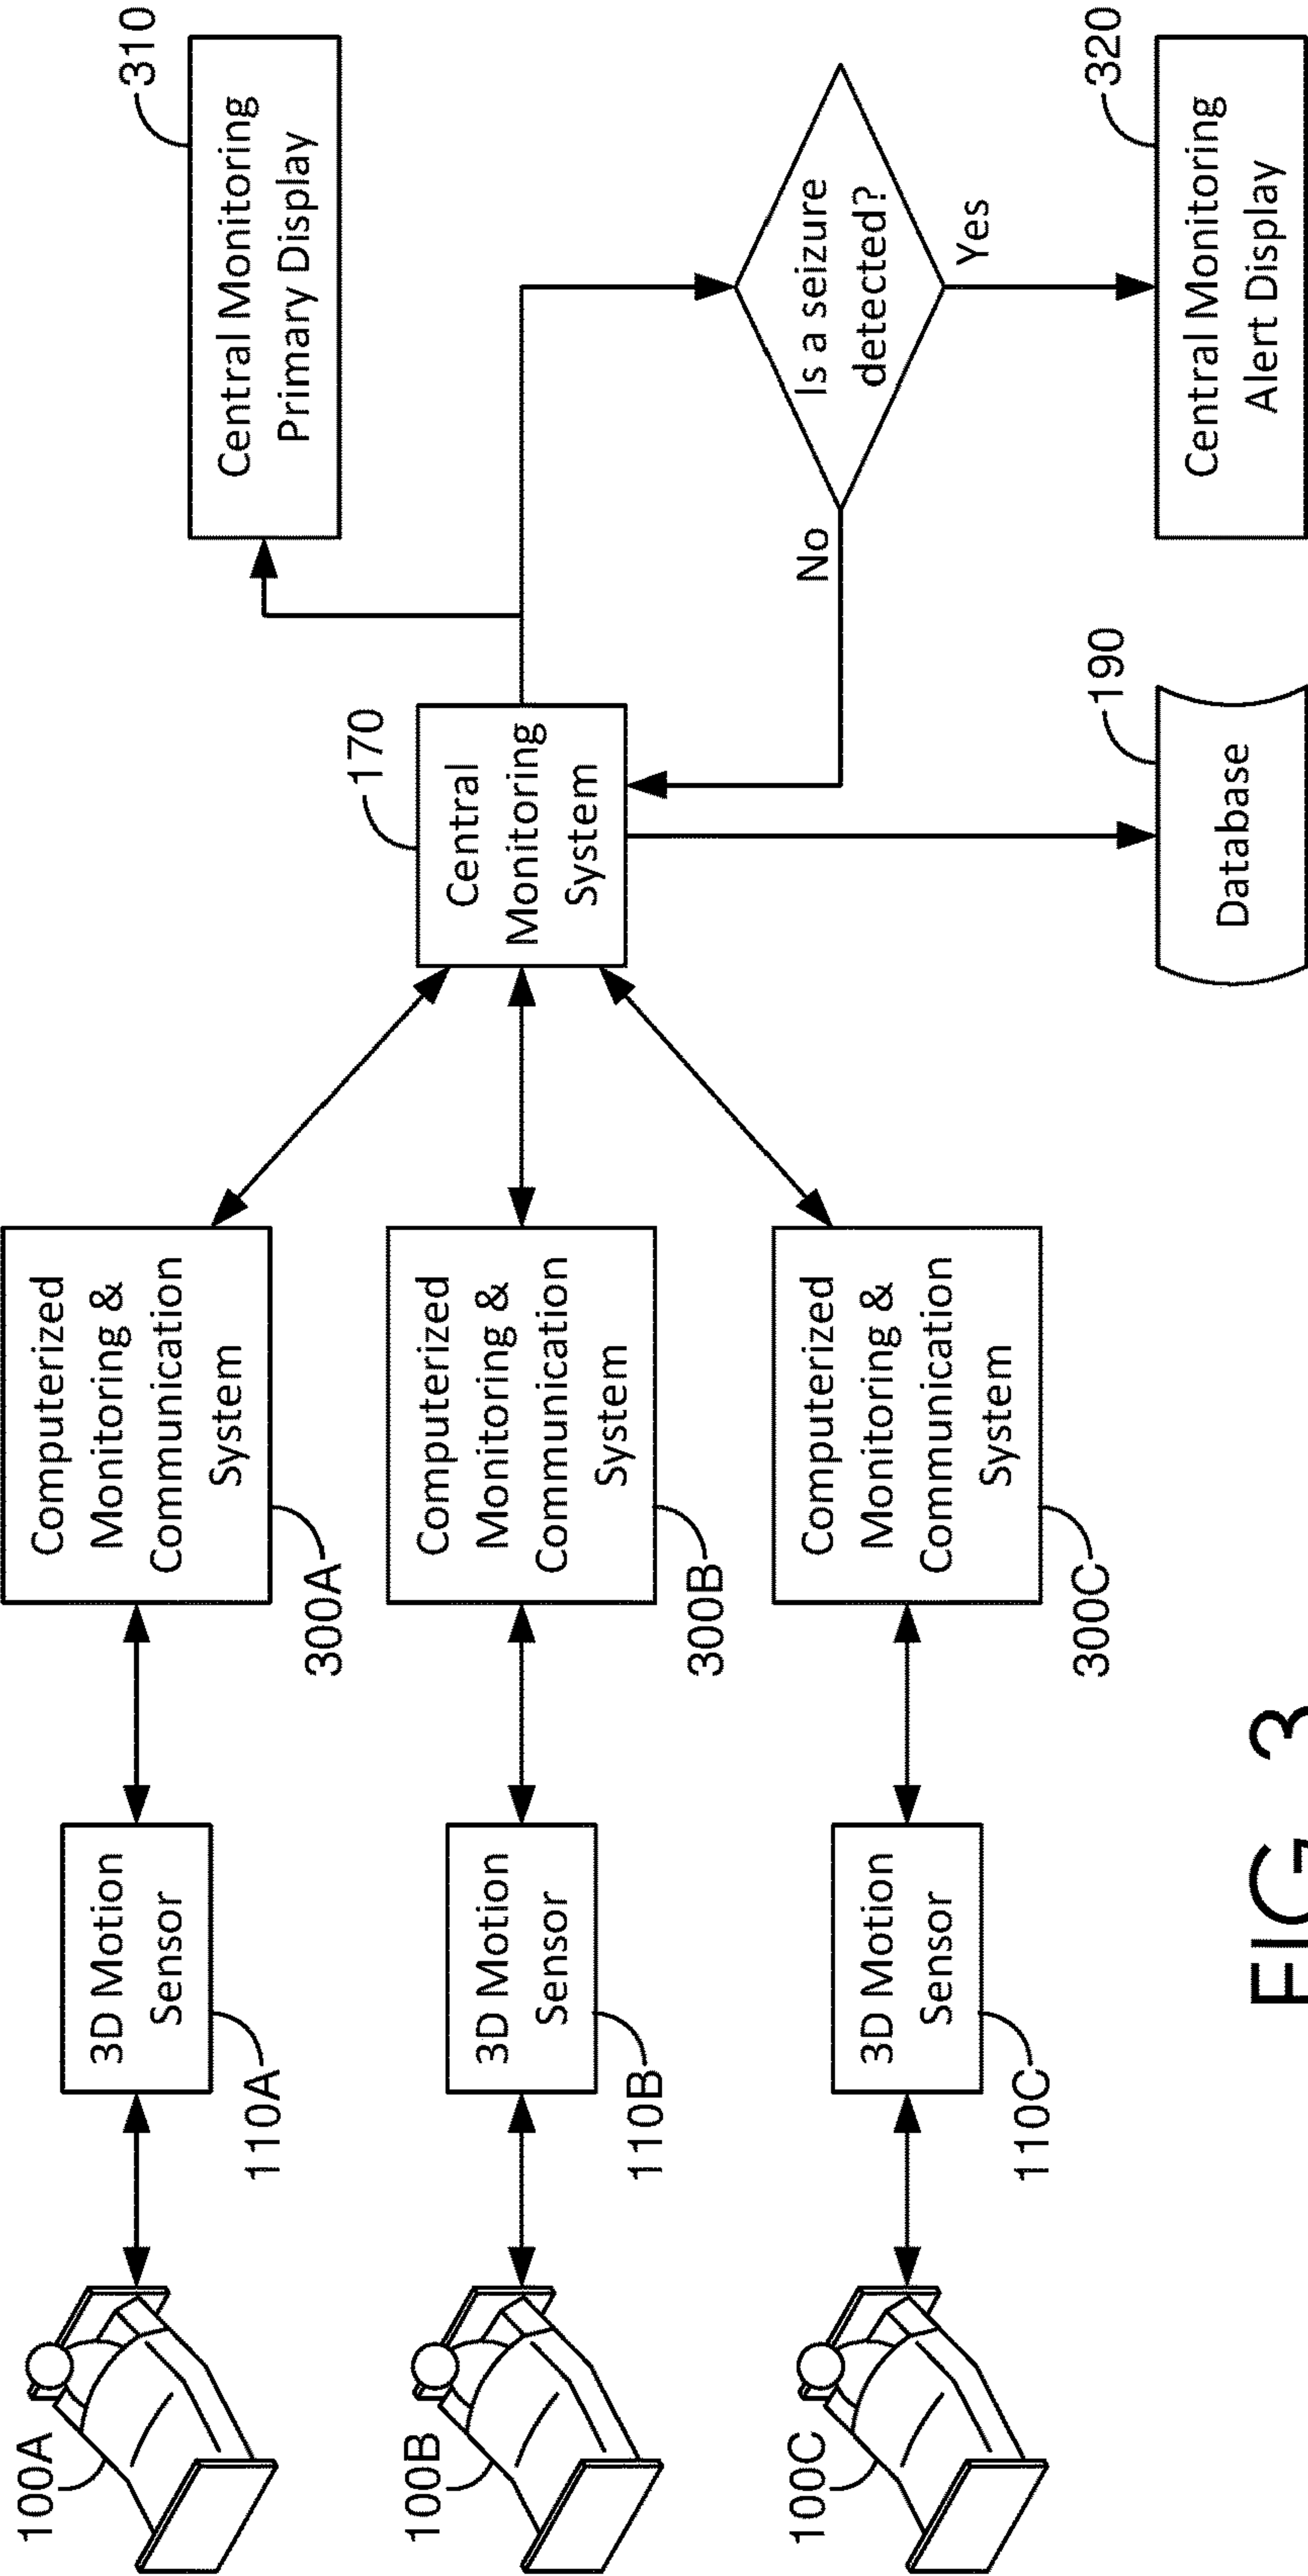 100A
3D Motion
Sensor
110A
Computerized
Monitoring &
Communication
System
300A
100B
3D Motion
Sensor
110B
Computerized
Monitoring &
Communication
System
300B
100C
3D Motion
Sensor
110C
Computerized
Monitoring &
Communication
System
300C
170
Central
Monitoring
System
310
Central Monitoring
Primary Display
Is a seizure
detected?
No
Yes
190
Database
320
Central Monitoring
Alert Display
FIG. 3